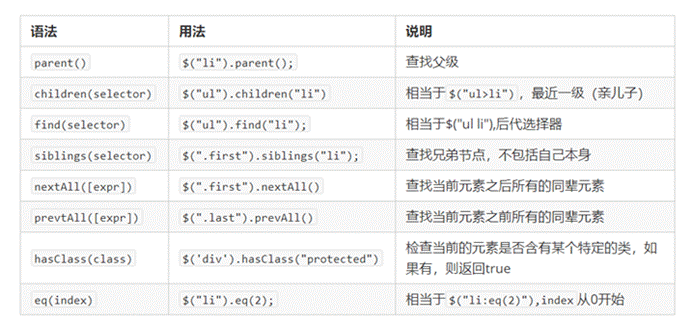 语法 用法 说明
parent() $("li").parent(); 查找父级
children(selector) $("ul").children("li") 相当于$("ul>li")，最近一级（亲儿子）
find(selector) $("ul").find("li"); 相当于$("ul li"),后代选择器
siblings(selector) $(".first").siblings("li"); 查找兄弟节点，不包括自己本身
nextAll([expr]) $(".first").nextAll() 查找当前元素之后所有的同辈元素
prevtAll([expr]) $(".last").prevAll() 查找当前元素之前所有的同辈元素
hasClass(class) $('div').hasClass("protected") 检查当前的元素是否含有某个特定的类，如
果有，则返回true
eq(index) $("li").eq(2); 相当于$("li:eq(2)"),index从0开始